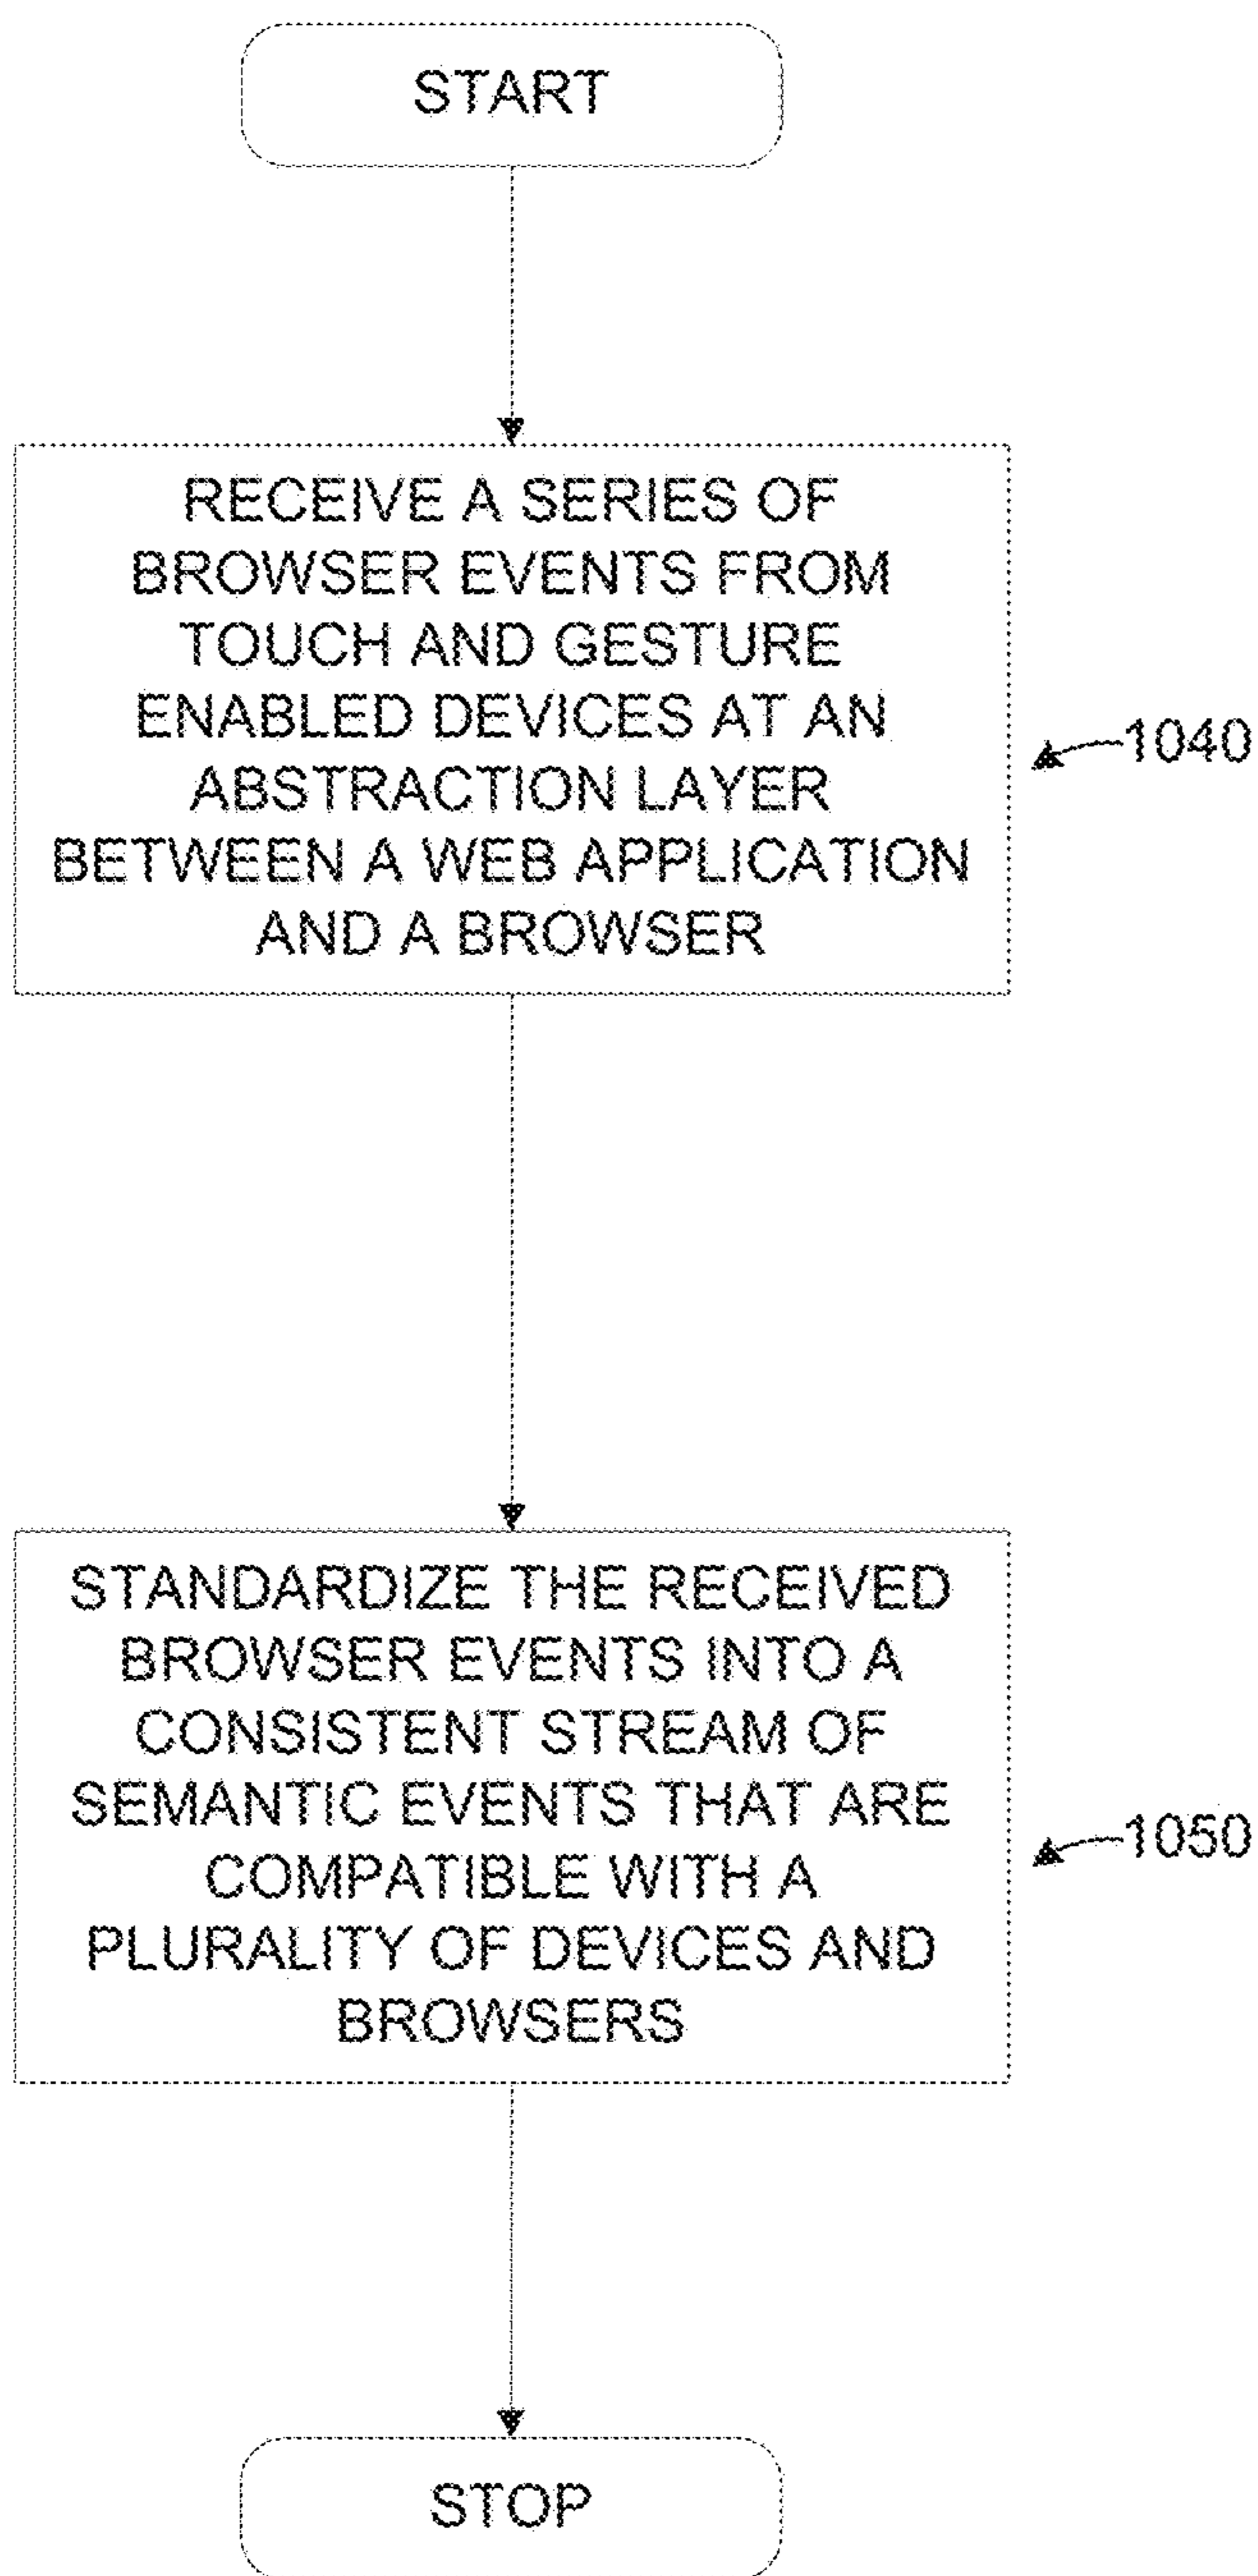 START
RECEIVE A SERIES OF
BROWSER EVENTS FROM
TOUCH AND GESTURE
ENABLED DEVICES AT AN
ABSTRACTION LAYER
BETWEEN A WEB APPLICATION
AND A BROWSER
1040
STANDARDIZE THE RECEIVED
BROWSER EVENTS INTO A
CONSISTENT STREAM OF
SEMANTIC EVENTS THAT ARE
COMPATIBLE WITH A
PLURALITY OF DEVICES AND
BROWSERS
1050
STOP